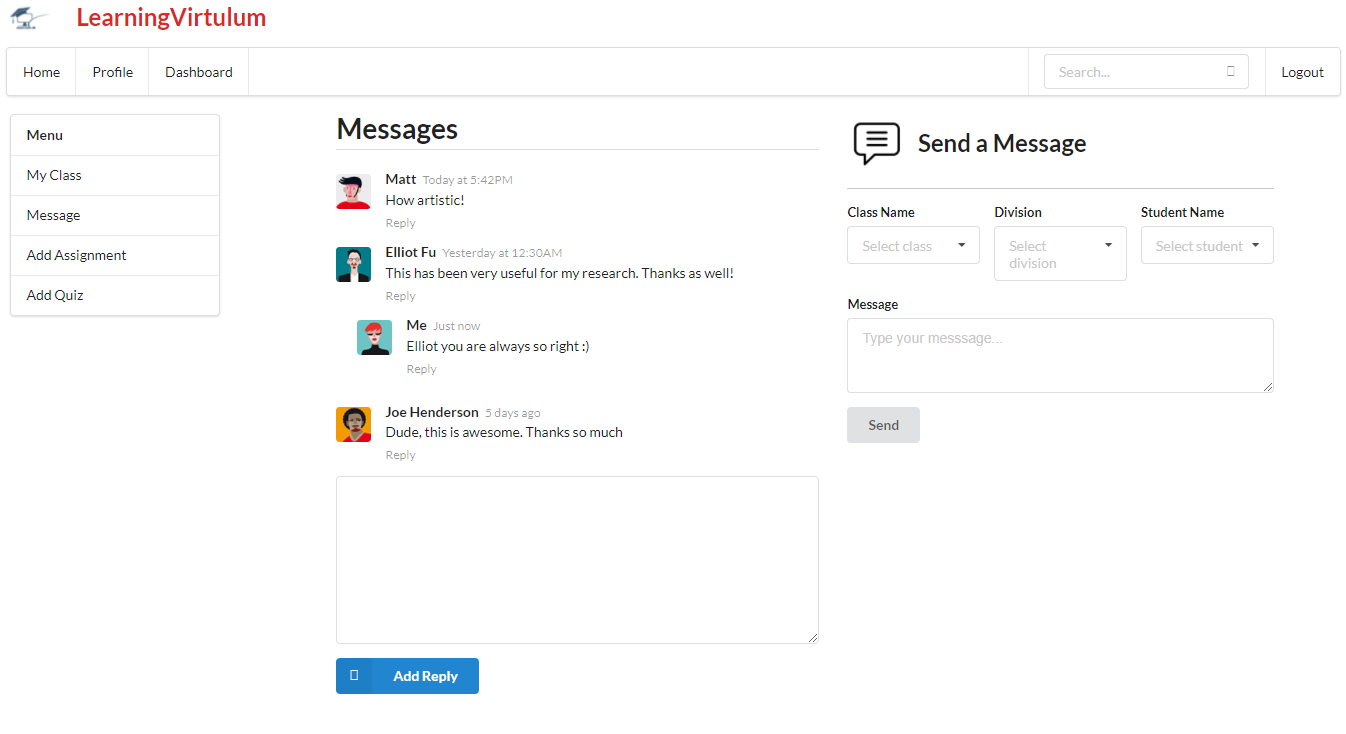 LearningVirtulum
Home Profile Dashboard Search... Logout
Menu
My Class
Message
Add Assignment
Add Quiz
Messages
Matt Today at 5:42PM
How artistic!
Reply
Elliot Fu Yesterday at 12:30AM
This has been very useful for my research. Thanks as well!
Reply
Me Just now
Elliot you are always so right :)
Reply
Joe Henderson 5 days ago
Dude, this is awesome. Thanks so much
Reply
Add Reply
Send a Message
Class Name Division Student Name
Select class Select Select student
division
Message
Type your messsage...
Send